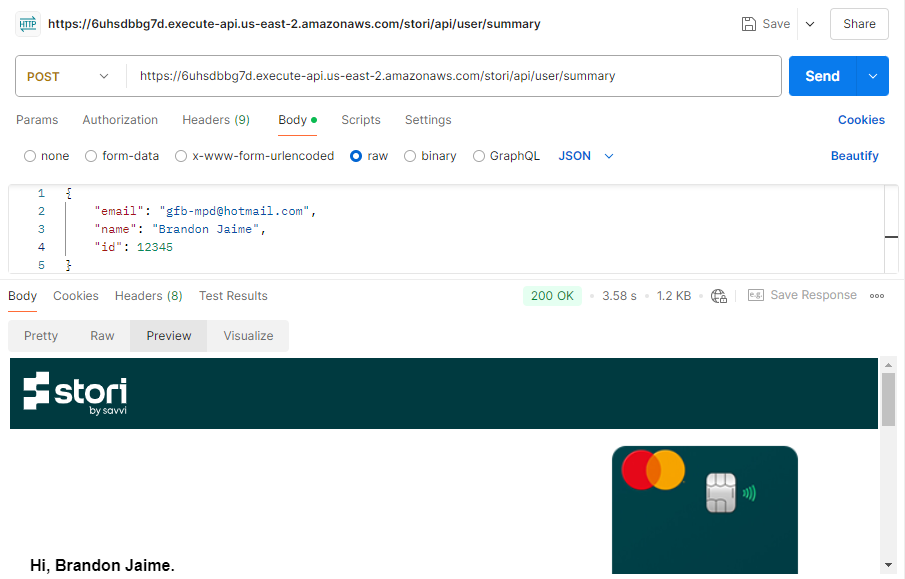 HTTP https://6uhsdbbg7d.execute-api.us-east-2.amazonaws.com/stori/api/user/summary Save Share
POST https://6uhsdbbg7d.execute-api.us-east-2.amazonaws.com/stori/api/user/summary Send
Params Authorization Headers (9) Body Scripts Settings Cookies
none form-data x-www-form-urlencoded raw binary GraphQL JSON Beautify
1 {
2 "email": "gfb-mpd@hotmail.com",
3 "name": "Brandon Jaime",
4 "id": 12345
5 }
Body Cookies Headers (8) Test Results 200 OK 3.58 s 1.2 KB e.g. Save Response
Pretty Raw Preview Visualize
stori
by savvi
Hi, Brandon Jaime.